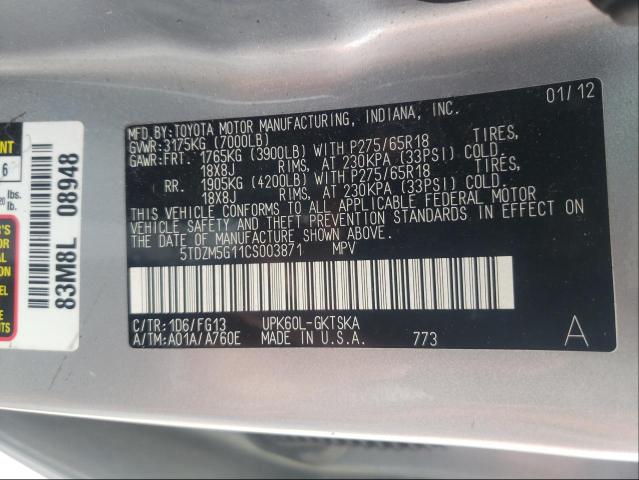 MFD.BY:TOYOTA MOTOR MANUFACTURING, INDIANA, INC. 01/12
GVWR:3175KG (7000LB)
GAWR:FRT. 1765KG (3900LB) WITH P275/65R18 TIRES,
18X8J RIMS, AT 230KPA (33PSI) COLD.
RR. 1905KG (4200LB) WITH P275/65R18 TIRES,
18X8J RIMS, AT 230KPA (33PSI) COLD.
THIS VEHICLE CONFORMS TO ALL APPLICABLE FEDERAL MOTOR
VEHICLE SAFETY AND THEFT PREVENTION STANDARDS IN EFFECT ON
THE DATE OF MANUFACTURE SHOWN ABOVE.
5TDZM5G11CS003871 MPV
C/TR: 1D6/FG13 UPK60L-GKTSKA
A/TM: A01A/A760E MADE IN U.S.A. 773 A
83M8L 08948
6
lbs.
lb.